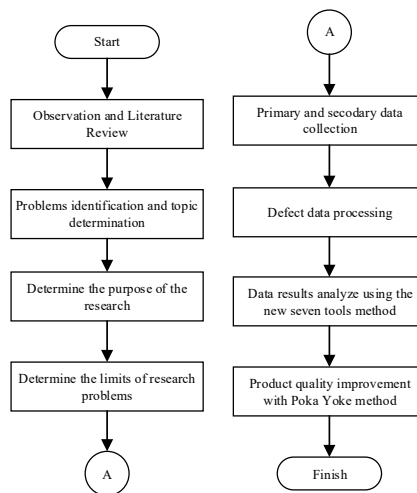 Start
Observation and Literature
Review
Problems identification and topic
determination
Determine the purpose of the
research
Determine the limits of research
problems
A
A
Primary and secodary data
collection
Defect data processing
Data results analyze using the
new seven tools method
Product quality improvement
with Poka Yoke method
Finish